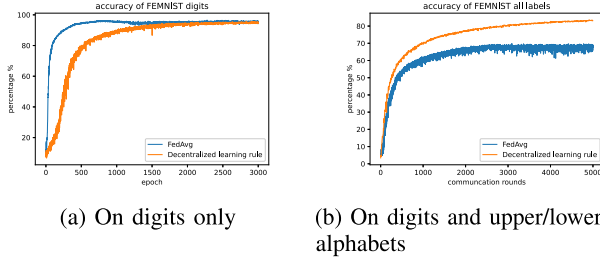 accuracy of FEMNIST digits
percentage %
100
80
60
40
20
0
500
1000
1500
2000
2500
3000
epoch
FedAvg
Decentralized learning rule
(a) On digits only
accuracy of FEMNIST all labels
percentage %
80
70
60
50
40
30
20
10
0
0
1000
2000
3000
4000
5000
communcation rounds
FedAvg
Decentralized learning rule
(b) On digits and upper/lower
alphabets